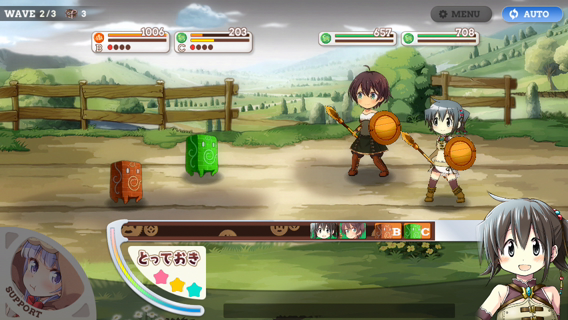 WAVE 2/3 3
MENU
AUTO
1006
B
203
C
657
708
B
C
とっておき
SUPPORT